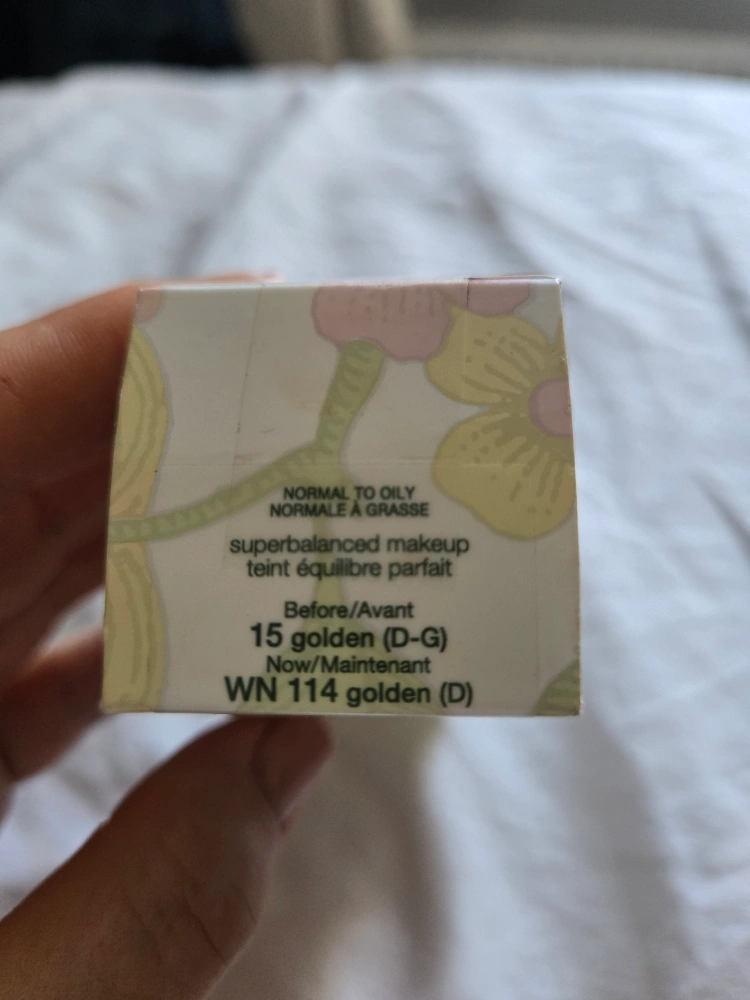 NORMAL TO OILY
NORMALE À GRASSE
superbalanced makeup
teint équilibre parfait
Before/Avant
15 golden (D-G)
Now/Maintenant
WN 114 golden (D)